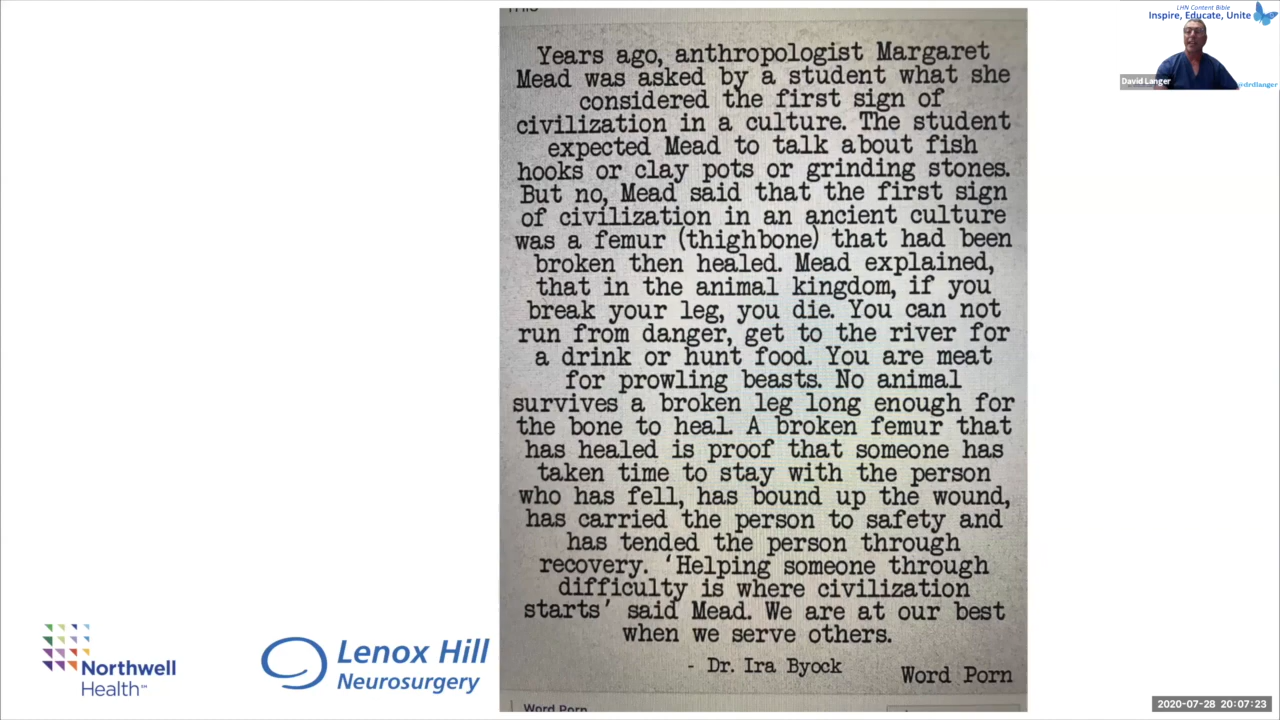 This
LHN Content Bible
Inspire, Educate, Unite
David Langer
@drdlanger
Years ago, anthropologist Margaret
Mead was asked by a student what she
considered the first sign of
civilization in a culture. The student
expected Mead to talk about fish
hooks or clay pots or grinding stones.
But no, Mead said that the first sign
of civilization in an ancient culture
was a femur (thighbone) that had been
broken then healed. Mead explained,
that in the animal kingdom, if you
break your leg, you die. You can not
run from danger, get to the river for
a drink or hunt food. You are meat
for prowling beasts. No animal
survives a broken leg long enough for
the bone to heal. A broken femur that
has healed is proof that someone has
taken time to stay with the person
who has fell, has bound up the wound,
has carried the person to safety and
has tended the person through
recovery. 'Helping someone through
difficulty is where civilization
starts' said Mead. We are at our best
when we serve others.
- Dr. Ira Byock
Word Porn
Word Porn
Northwell
Health℠
Lenox Hill
Neurosurgery
2020-07-28 20:07:23